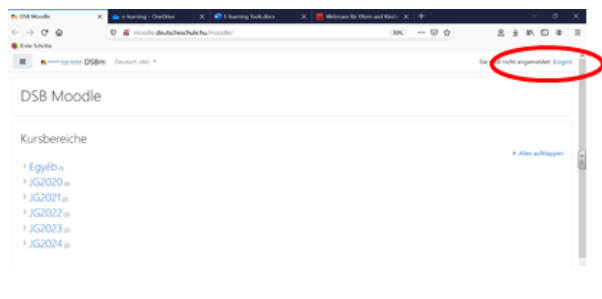 DSB Moodle
e-learning - OneDrive
E-learning Tools.docx
Webinare für Eltern und Kinder
moodle.deutscheschule.hu/moodle/
90%
Erste Schritte
DSBm Deutsch (de)
Sie sind nicht angemeldet. (Login)
DSB Moodle
Kursbereiche
Alles aufklappen
Egyéb
JG2020
JG2021
JG2022
JG2023
JG2024